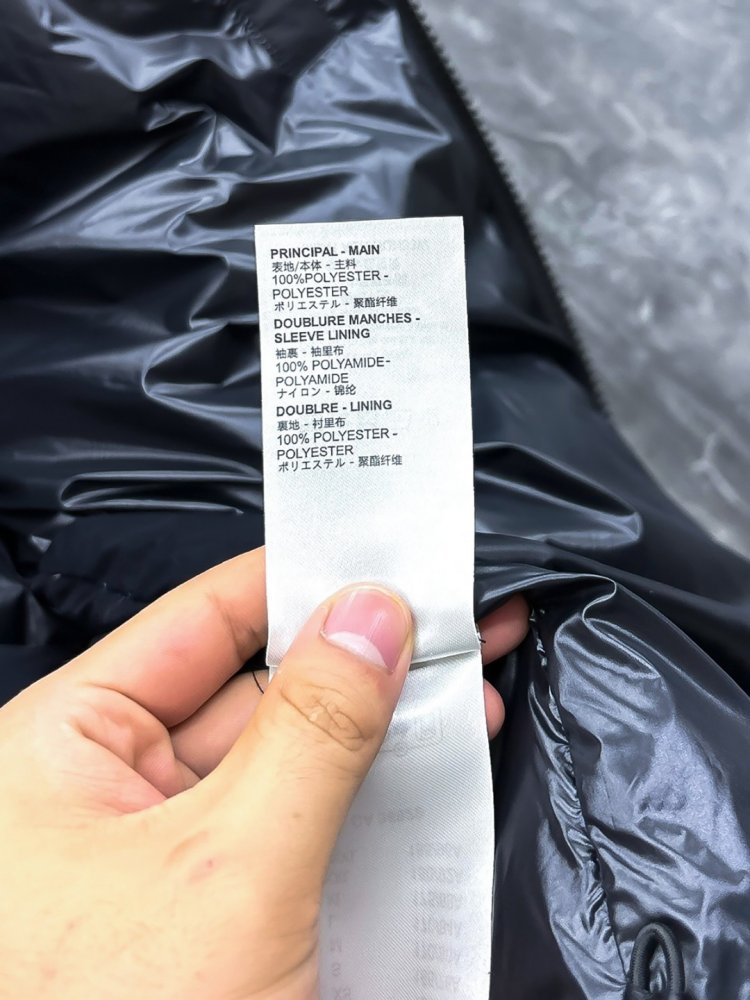 PRINCIPAL - MAIN
表地/本体 - 主料
100%POLYESTER -
POLYESTER
ポリエステル - 聚酯纤维
DOUBLURE MANCHES -
SLEEVE LINING
袖裏 - 袖里布
100% POLYAMIDE-
POLYAMIDE
ナイロン - 锦纶
DOUBLRE - LINING
裏地 - 衬里布
100% POLYESTER -
POLYESTER
ポリエステル - 聚酯纤维